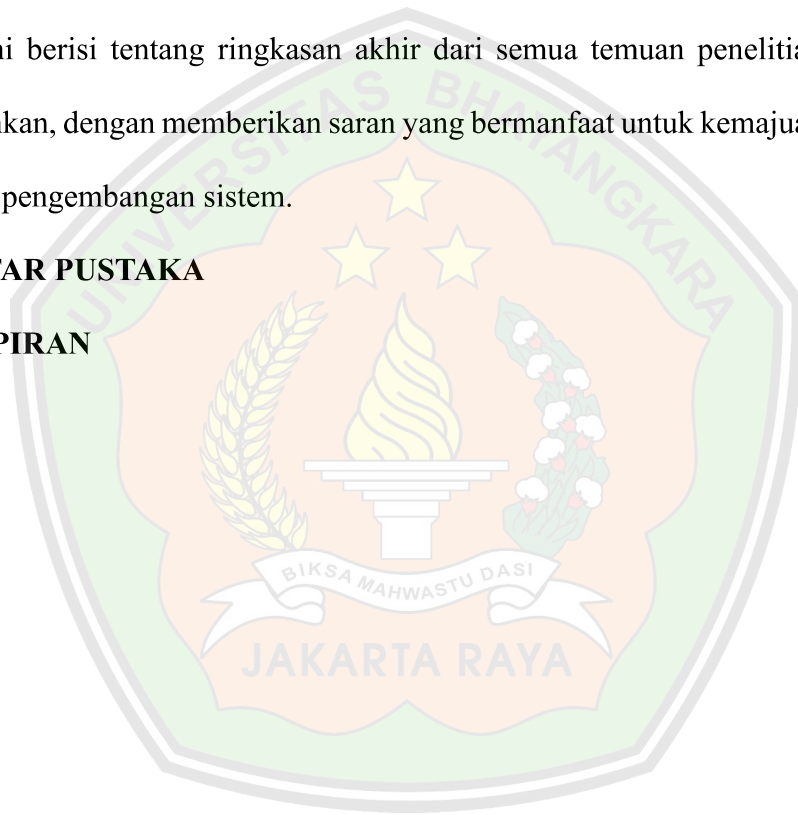 ni berisi tentang ringkasan akhir dari semua temuan penelitia
kan, dengan memberikan saran yang bermanfaat untuk kemajua
pengembangan sistem.
TAR PUSTAKA
PIRAN
UNIVERSITAS BHAYANGKARA
BIKSA MAHWASTU DASI
JAKARTA RAYA